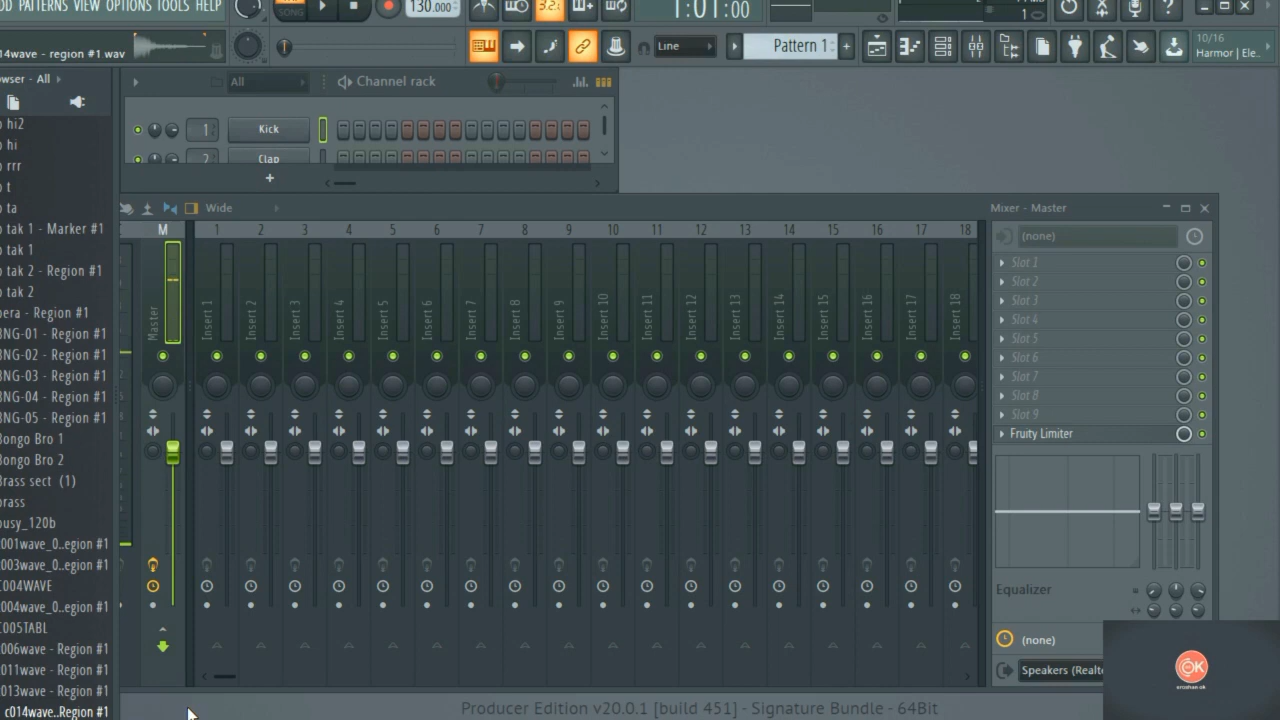 DD PATTERNS VIEW OPTIONS TOOLS HELP
SONG
130.000
32:
1:01:00
1
?
14wave - region #1 wav
Line
Pattern 1
+
10/16
Harmor | Ele..
wser - All
hi2
hi
rrr
t
ta
tak 1 - Marker #1
tak 1
tak 2 - Region #1
tak 2
pera - Region #1
BNG-01 - Region #1
BNG-02 - Region #1
BNG-03 - Region #1
BNG-04 - Region #1
BNG-05 - Region #1
Bongo Bro 1
Bongo Bro 2
Brass sect (1)
brass
busy_120b
c001wave_0..egion #1
c003wave_0..egion #1
C004WAVE
c004wave_0..egion #1
C005TABL
c006wave - Region #1
c011wave - Region #1
c013wave - Region #1
c014wave..Region #1
All
Channel rack
1 Kick
2 Clap
+
Wide
M 1 2 3 4 5 6 7 8 9 10 11 12 13 14 15 16 17 18
Master
Insert 1
Insert 2
Insert 3
Insert 4
Insert 5
Insert 6
Insert 7
Insert 8
Insert 9
Insert 10
Insert 11
Insert 12
Insert 13
Insert 14
Insert 15
Insert 16
Insert 17
Insert 18
Mixer - Master
(none)
Slot 1
Slot 2
Slot 3
Slot 4
Slot 5
Slot 6
Slot 7
Slot 8
Slot 9
Fruity Limiter
Equalizer
(none)
Speakers (Realte
OK
Producer Edition v20.0.1 [build 451] - Signature Bundle - 64Bit